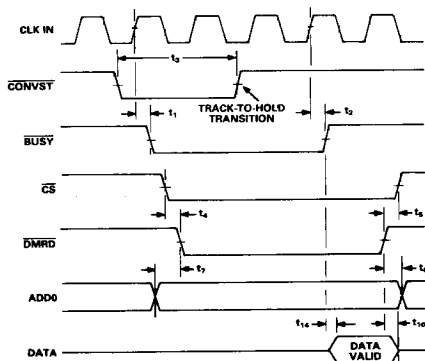 CLK IN
t3
CONVST
t1
TRACK-TO-HOLD
TRANSITION
t2
BUSY
CS
t4
t5
DMRD
t7
ADD0
t14
t10
DATA
DATA
VALID